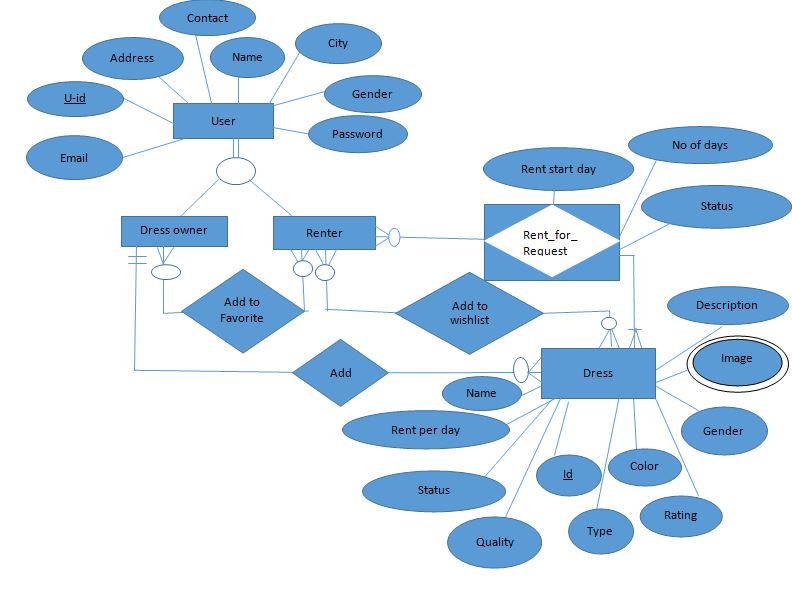 Contact
City
Address
Name
Gender
U-id
User
Password
Email
No of days
Rent start day
Status
Dress owner
Renter
Rent_for_
Request
Add to
Favorite
Add to
wishlist
Description
Image
Add
Dress
Name
Rent per day
Gender
Status
Id
Color
Rating
Type
Quality